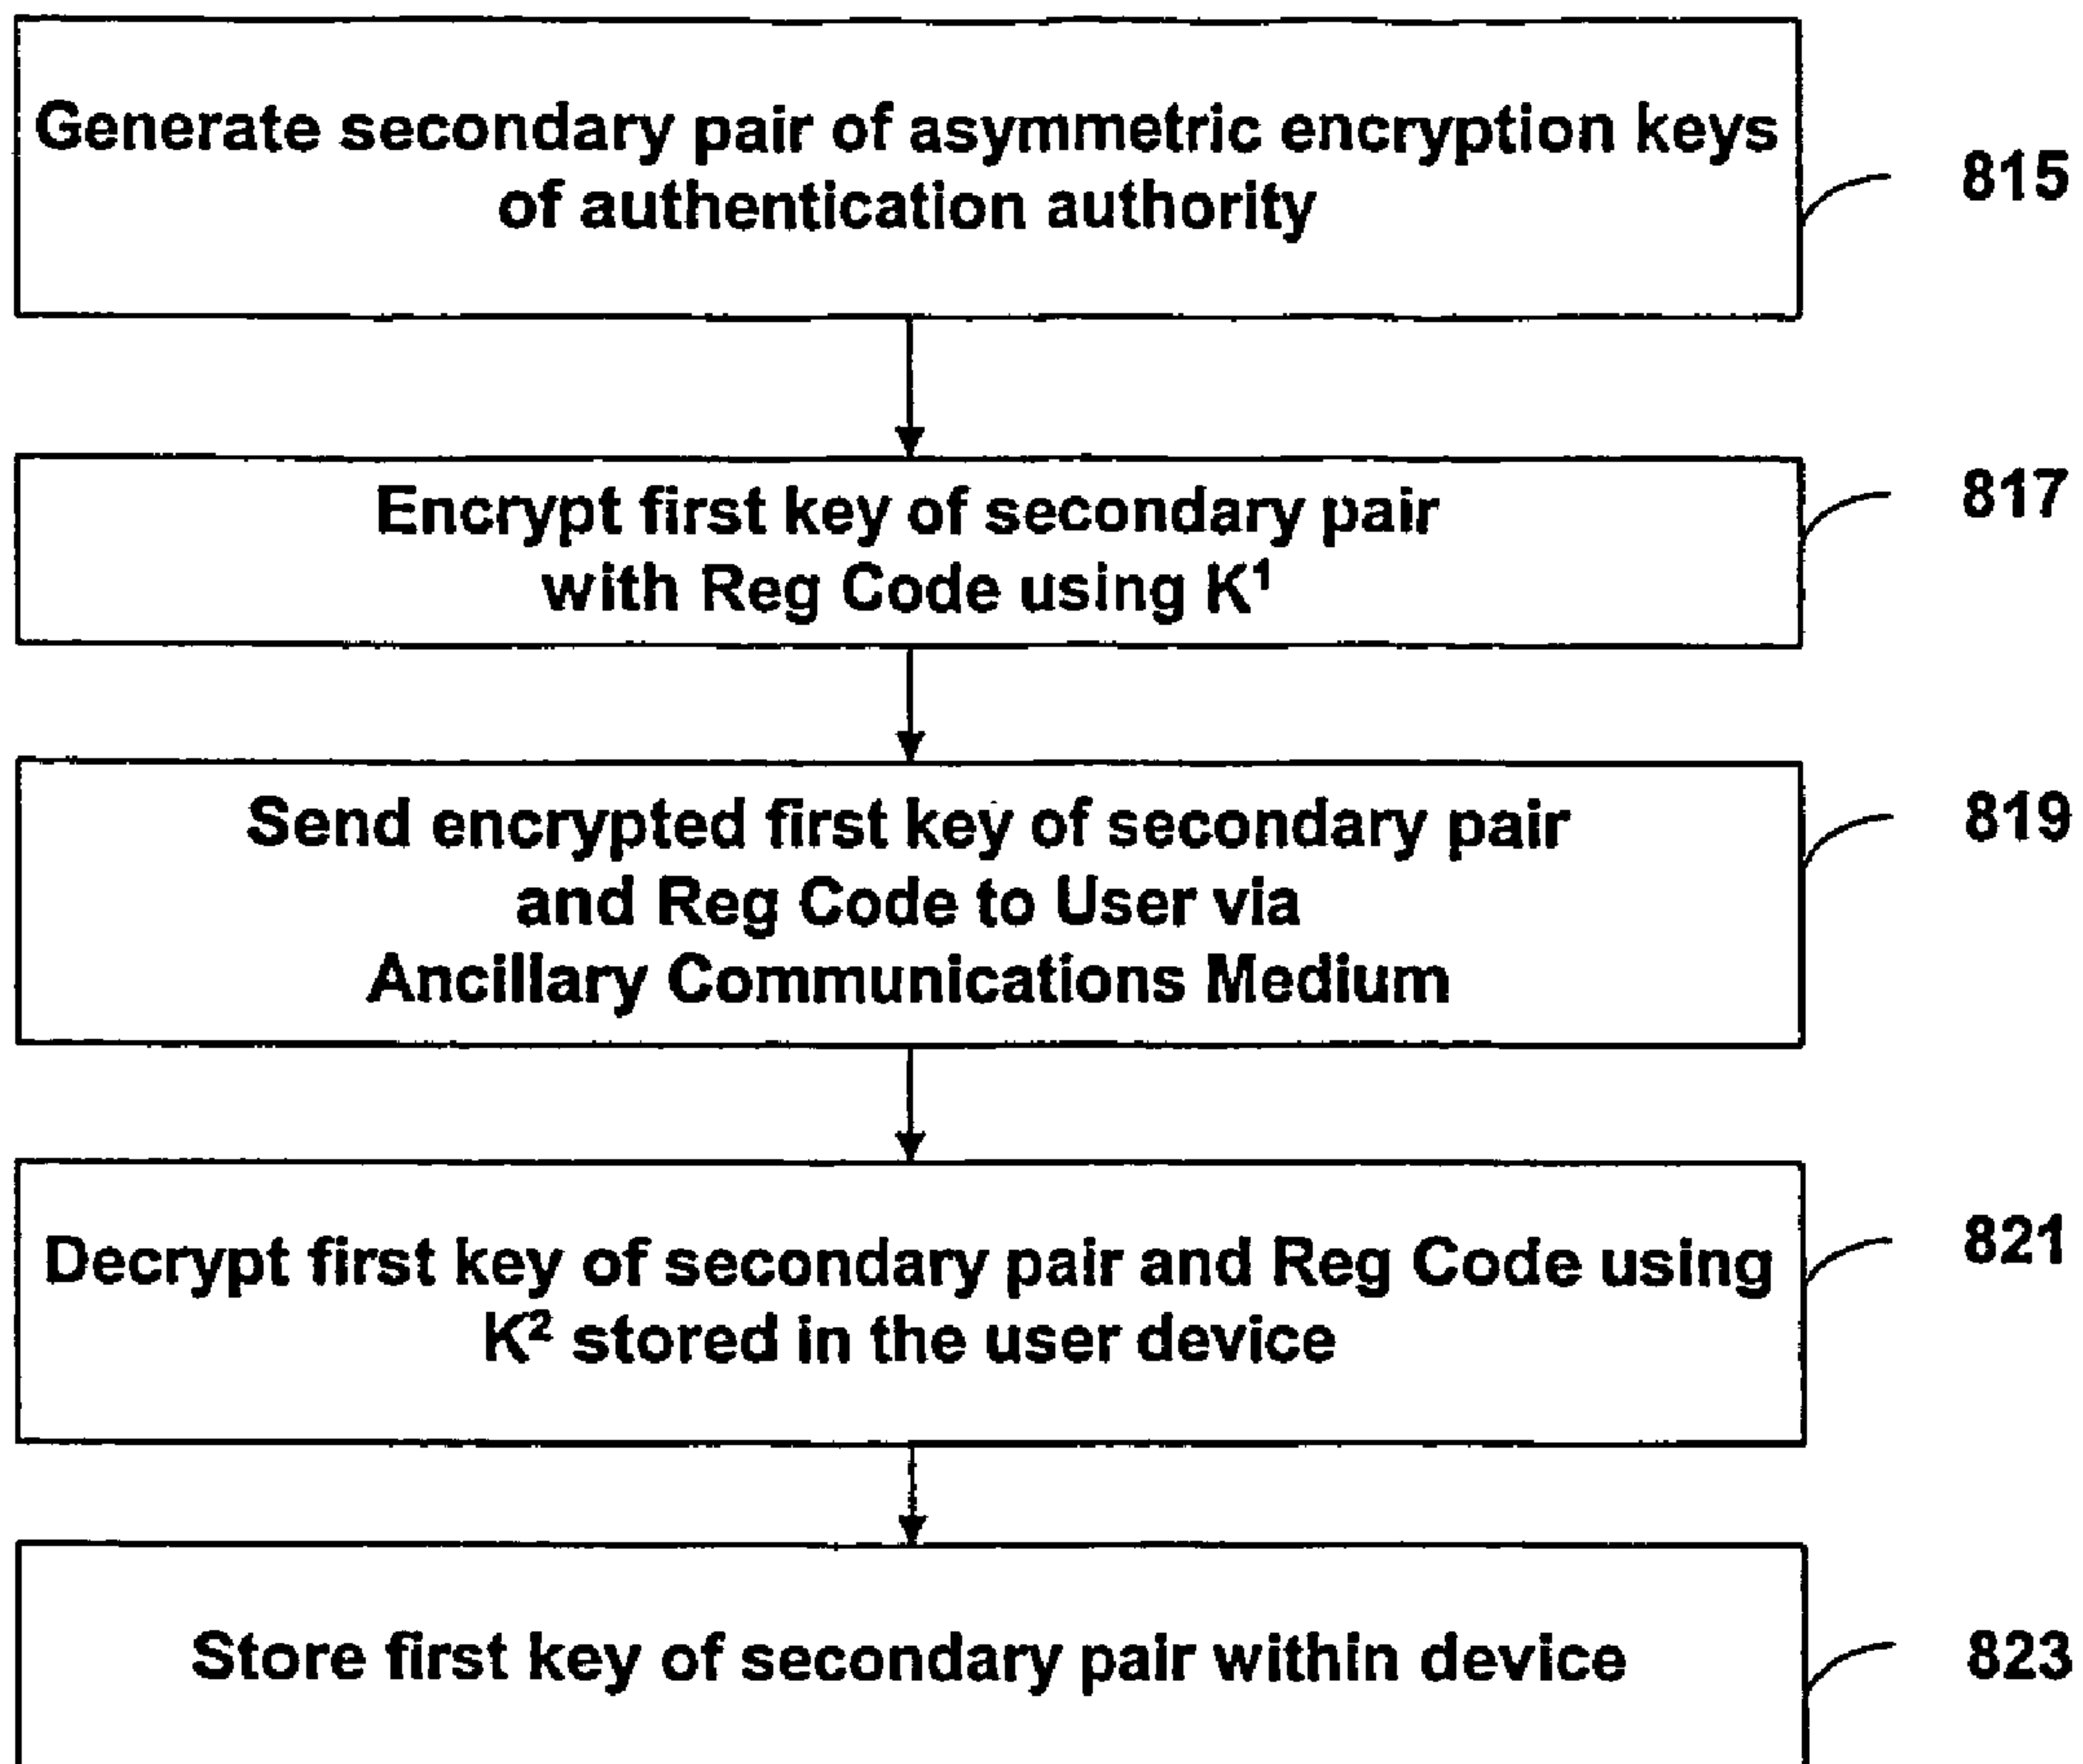 Generate secondary pair of asymmetric encryption keys
of authentication authority
815
Encrypt first key of secondary pair
with Reg Code using K¹
817
Send encrypted first key of secondary pair
and Reg Code to User via
Ancillary Communications Medium
819
Decrypt first key of secondary pair and Reg Code using
K² stored in the user device
821
Store first key of secondary pair within device
823